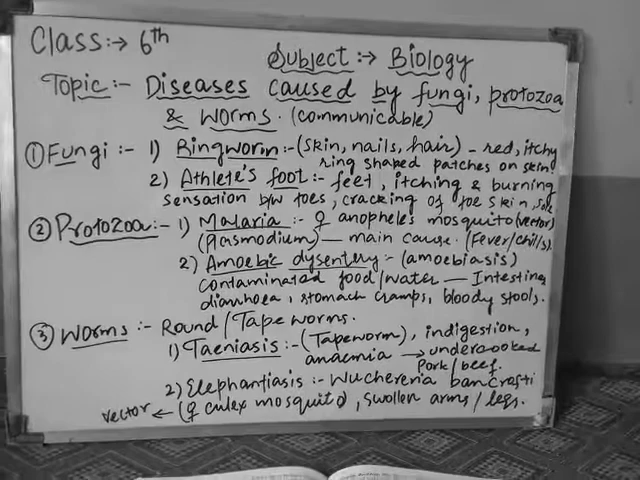 Class:→ 6th
Subject :→ Biology
Topic:- Diseases caused by fungi, protozoa
& worms. (communicable)
① Fungi :- 1) Ringworm:- (skin, nails, hair) - red, itchy
ring shaped patches on skin
2) Athlete's foot:- feet, itching & burning
sensation b/w toes, cracking of toe skin, sole
② Protozoa:- 1) Malaria:- ♀ anopheles mosquito (vector)
(Plasmodium) — main cause. (Fever/chills).
2) Amoebic dysentery:- (amoebiasis)
contaminated food/water — Intestines
diarrhoea, stomach cramps, bloody stools.
③ Worms :- Round/Tape worms.
1) Taeniasis:- (Tapeworm), indigestion,
anaemia → undercooked
Pork/beef.
2) Elephantiasis :- Wuchereria bancrofti
vector ← (♀ culex mosquito), swollen arms/legs.